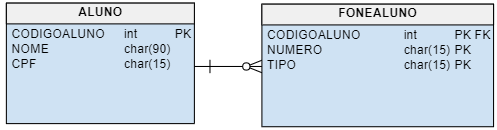 ALUNO
CODIGOALUNO int PK
NOME char(90)
CPF char(15)
FONEALUNO
CODIGOALUNO int PK FK
NUMERO char(15) PK
TIPO char(15) PK